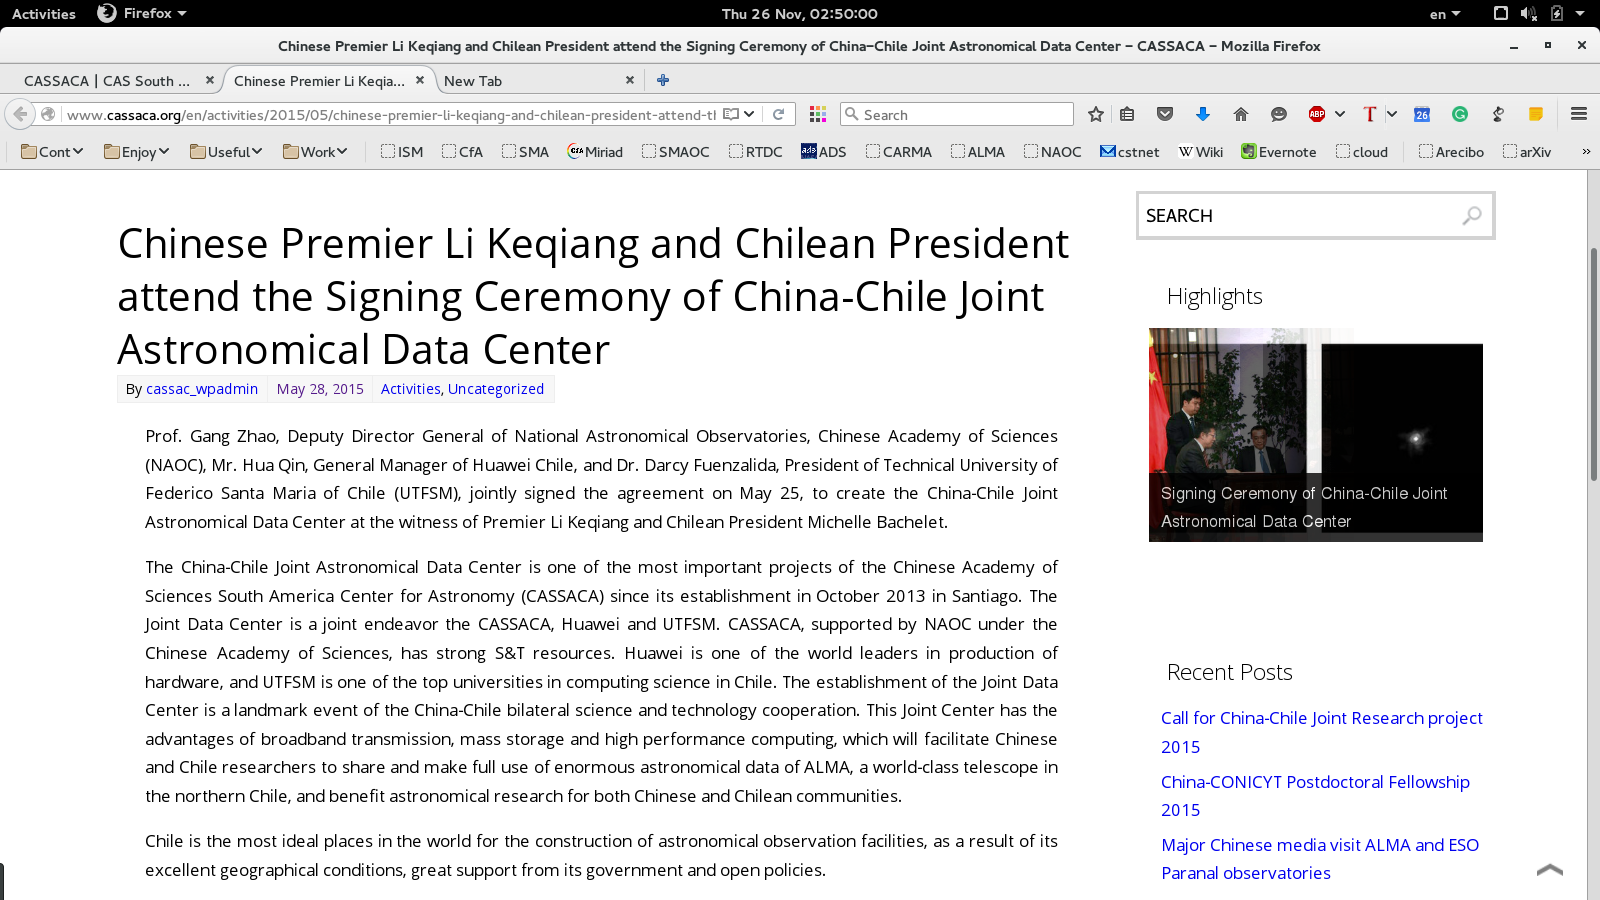 Activities Firefox Thu 26 Nov, 02:50:00 en
Chinese Premier Li Keqiang and Chilean President attend the Signing Ceremony of China-Chile Joint Astronomical Data Center – CASSACA – Mozilla Firefox
CASSACA | CAS South ... Chinese Premier Li Keqia... New Tab
www.cassaca.org/en/activities/2015/05/chinese-premier-li-keqiang-and-chilean-president-attend-tl Search ABP T 26 G
Cont Enjoy Useful Work ISM CfA SMA CfA Miriad SMAOC RTDC ads ADS CARMA ALMA NAOC cstnet W Wiki Evernote cloud Arecibo arXiv »
SEARCH
Chinese Premier Li Keqiang and Chilean President
attend the Signing Ceremony of China-Chile Joint
Astronomical Data Center
By cassac_wpadmin May 28, 2015 Activities, Uncategorized
Prof. Gang Zhao, Deputy Director General of National Astronomical Observatories, Chinese Academy of Sciences
(NAOC), Mr. Hua Qin, General Manager of Huawei Chile, and Dr. Darcy Fuenzalida, President of Technical University of
Federico Santa Maria of Chile (UTFSM), jointly signed the agreement on May 25, to create the China-Chile Joint
Astronomical Data Center at the witness of Premier Li Keqiang and Chilean President Michelle Bachelet.
The China-Chile Joint Astronomical Data Center is one of the most important projects of the Chinese Academy of
Sciences South America Center for Astronomy (CASSACA) since its establishment in October 2013 in Santiago. The
Joint Data Center is a joint endeavor the CASSACA, Huawei and UTFSM. CASSACA, supported by NAOC under the
Chinese Academy of Sciences, has strong S&T resources. Huawei is one of the world leaders in production of
hardware, and UTFSM is one of the top universities in computing science in Chile. The establishment of the Joint Data
Center is a landmark event of the China-Chile bilateral science and technology cooperation. This Joint Center has the
advantages of broadband transmission, mass storage and high performance computing, which will facilitate Chinese
and Chile researchers to share and make full use of enormous astronomical data of ALMA, a world-class telescope in
the northern Chile, and benefit astronomical research for both Chinese and Chilean communities.
Chile is the most ideal places in the world for the construction of astronomical observation facilities, as a result of its
excellent geographical conditions, great support from its government and open policies.
Highlights
Signing Ceremony of China-Chile Joint
Astronomical Data Center
Recent Posts
Call for China-Chile Joint Research project
2015
China-CONICYT Postdoctoral Fellowship
2015
Major Chinese media visit ALMA and ESO
Paranal observatories